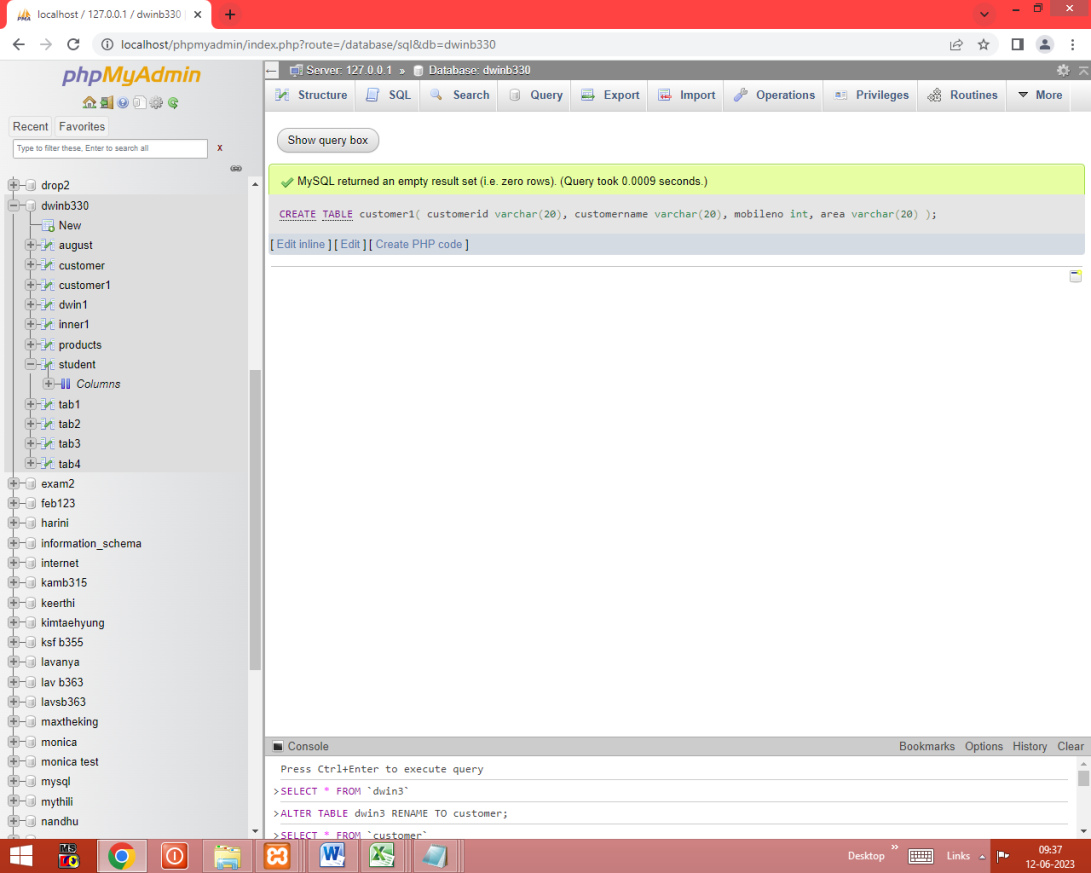 localhost / 127.0.0.1 / dwinb330
localhost/phpmyadmin/index.php?route=/database/sql&db=dwinb330
phpMyAdmin
Recent Favorites
Type to filter these, Enter to search all X
drop2
dwinb330
New
august
customer
customer1
dwin1
inner1
products
student
Columns
tab1
tab2
tab3
tab4
exam2
feb123
harini
information_schema
internet
kamb315
keerthi
kimtaehyung
ksf b355
lavanya
lav b363
lavsb363
maxtheking
monica
monica test
mysql
mythili
nandhu
Server: 127.0.0.1 » Database: dwinb330
Structure SQL Search Query Export Import Operations Privileges Routines More
Show query box
MySQL returned an empty result set (i.e. zero rows). (Query took 0.0009 seconds.)
CREATE TABLE customer1( customerid varchar(20), customername varchar(20), mobileno int, area varchar(20) );
[ Edit inline ] [ Edit ] [ Create PHP code ]
Console Bookmarks Options History Clear
Press Ctrl+Enter to execute query
>SELECT * FROM `dwin3`
>ALTER TABLE dwin3 RENAME TO customer;
>SELECT * FROM `customer`
Desktop » Links 09:37
12-06-2023